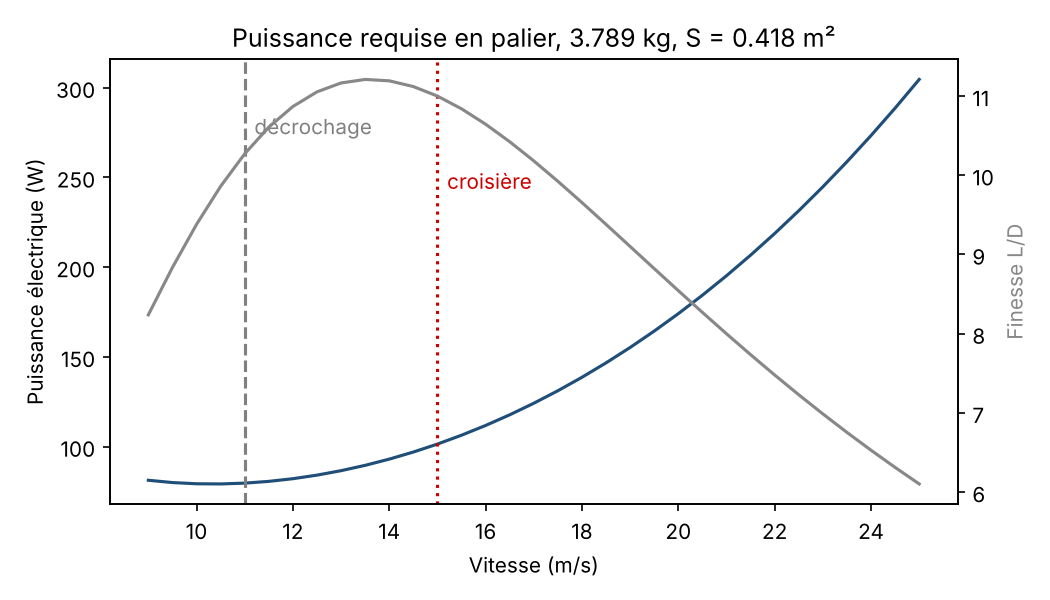 Puissance requise en palier, 3.789 kg, S = 0.418 m²
Puissance électrique (W)
300
250
200
150
100
décrochage
croisière
11
10
9
8
7
6
Finesse L/D
10 12 14 16 18 20 22 24
Vitesse (m/s)